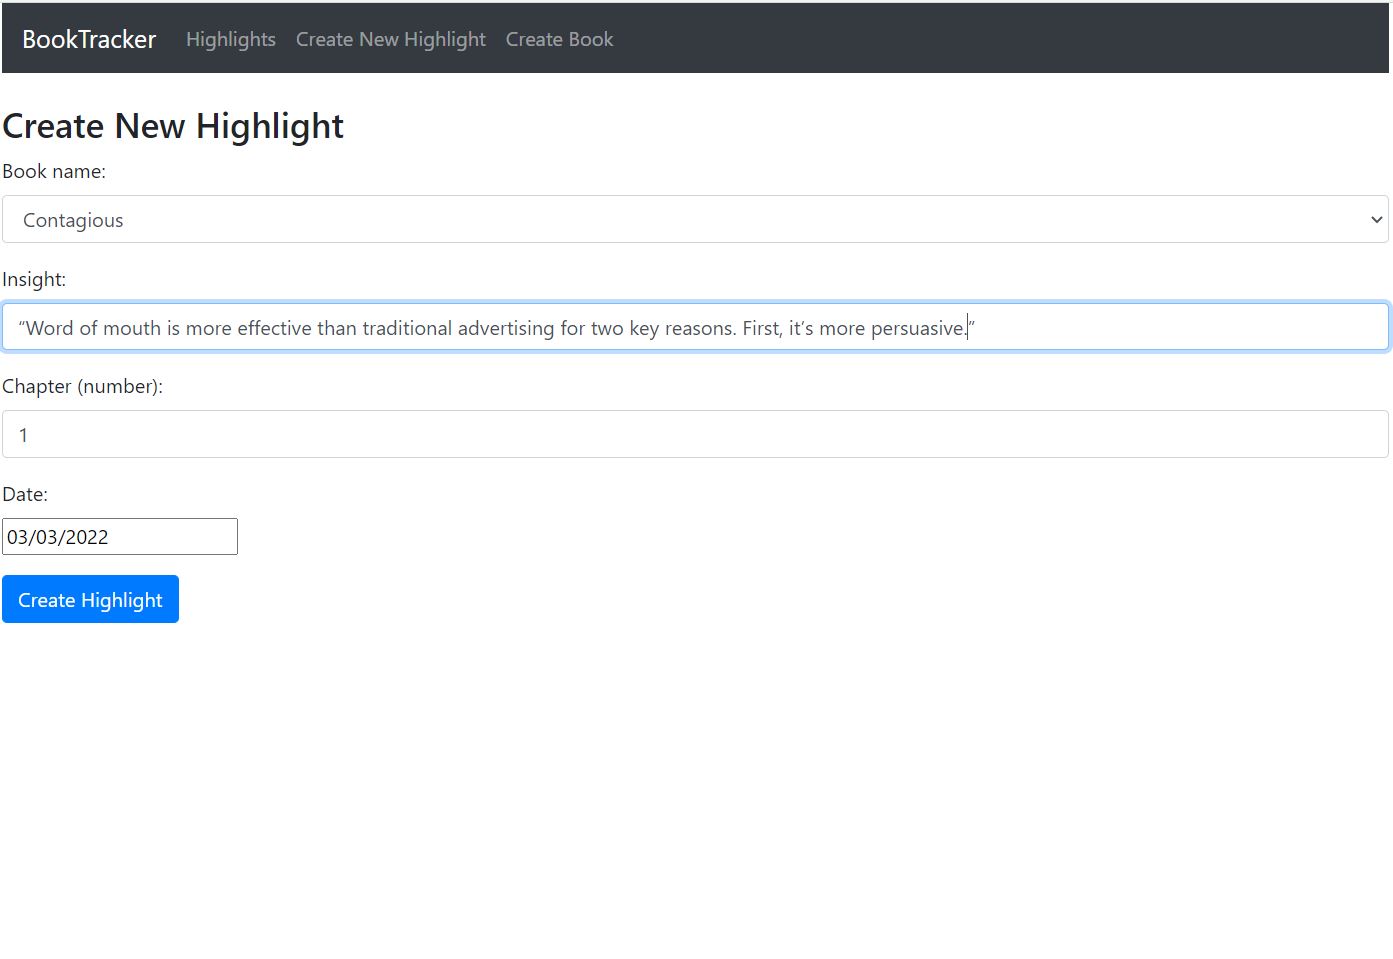 BookTracker Highlights Create New Highlight Create Book
Create New Highlight
Book name:
Contagious
Insight:
“Word of mouth is more effective than traditional advertising for two key reasons. First, it’s more persuasive.”
Chapter (number):
1
Date:
03/03/2022
Create Highlight